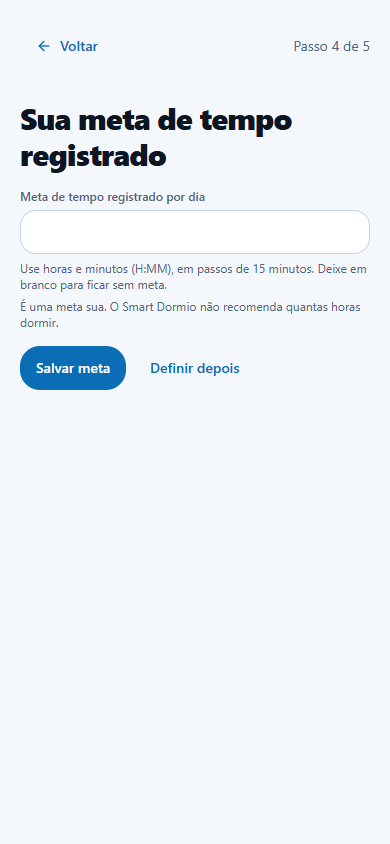 Voltar
Passo 4 de 5
Sua meta de tempo
registrado
Meta de tempo registrado por dia
Use horas e minutos (H:MM), em passos de 15 minutos. Deixe em
branco para ficar sem meta.
É uma meta sua. O Smart Dormio não recomenda quantas horas
dormir.
Salvar meta
Definir depois